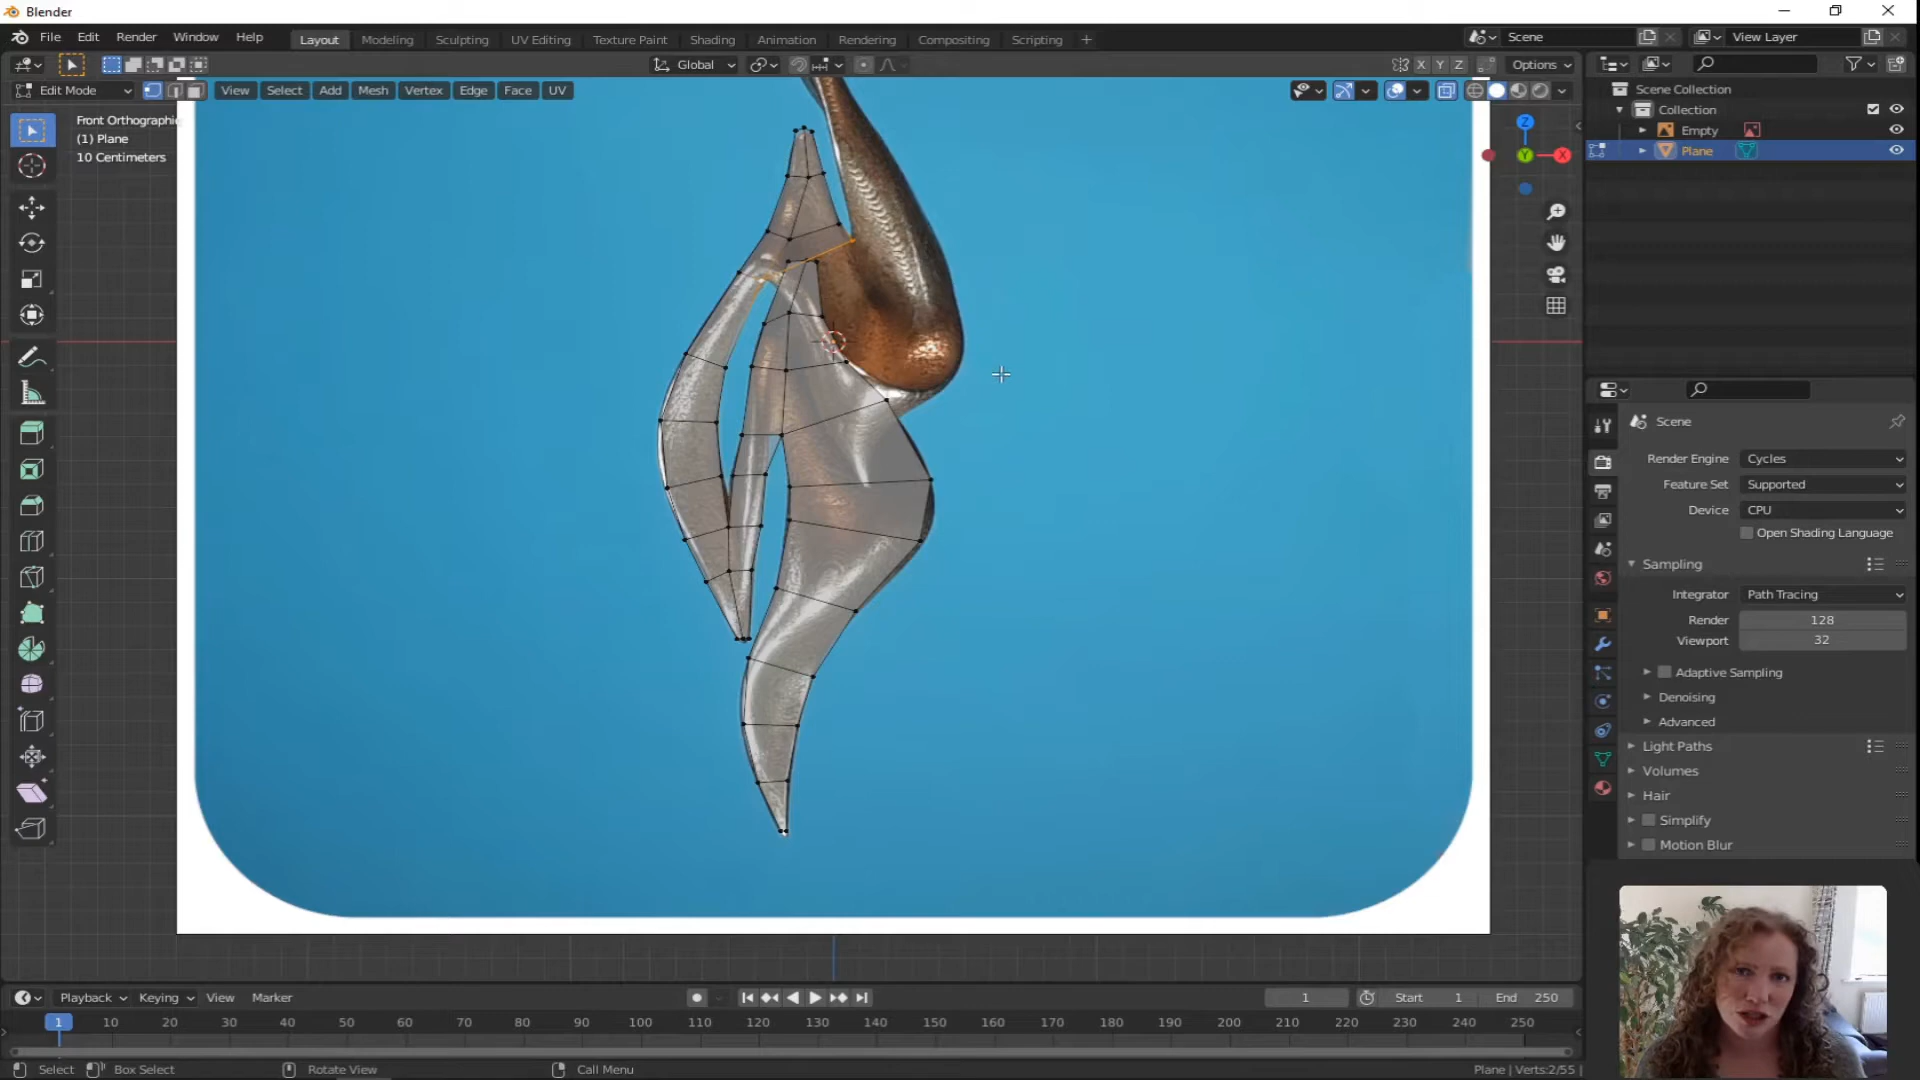 Blender
File Edit Render Window Help
Layout Modeling Sculpting UV Editing Texture Paint Shading Animation Rendering Compositing Scripting +
Scene
View Layer
Global
X Y Z
Options
Edit Mode
View Select Add Mesh Vertex Edge Face UV
Front Orthographic
(1) Plane
10 Centimeters
Z
Y
X
Scene Collection
Collection
Empty
Plane
Scene
Render Engine Cycles
Feature Set Supported
Device CPU
Open Shading Language
Sampling
Integrator Path Tracing
Render 128
Viewport 32
Adaptive Sampling
Denoising
Advanced
Light Paths
Volumes
Hair
Simplify
Motion Blur
Playback Keying View Marker
1
Start 1
End 250
1 10 20 30 40 50 60 70 80 90 100 110 120 130 140 150 160 170 180 190 200 210 220 230 240 250
Select Box Select Rotate View Call Menu
Plane | Verts:2/55